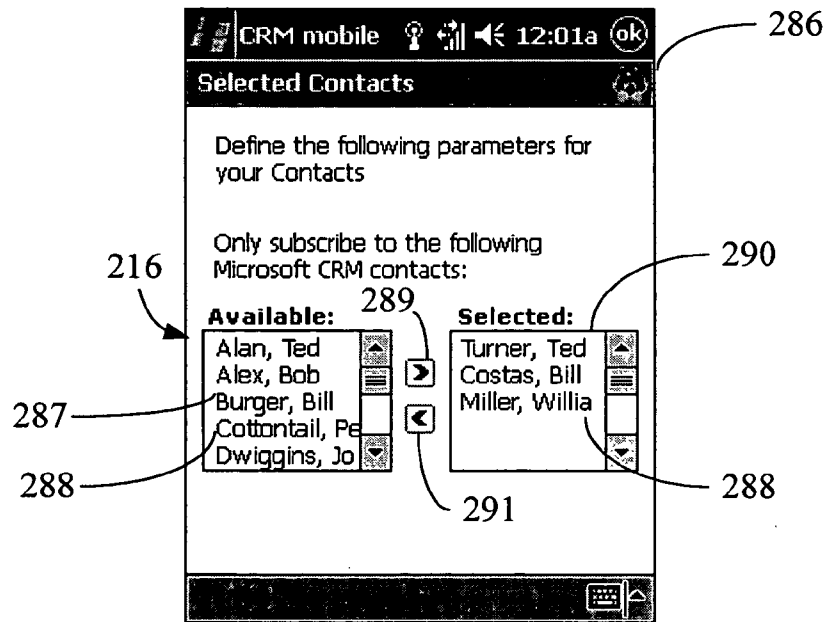 CRM mobile 12:01a ok
286
Selected Contacts
Define the following parameters for
your Contacts
Only subscribe to the following
Microsoft CRM contacts:
216
289
290
Available:
Selected:
Alan, Ted
Alex, Bob
Burger, Bill
Cottontail, Pe
Dwiggins, Jo
>
<
Turner, Ted
Costas, Bill
Miller, Willia
287
288
291
288